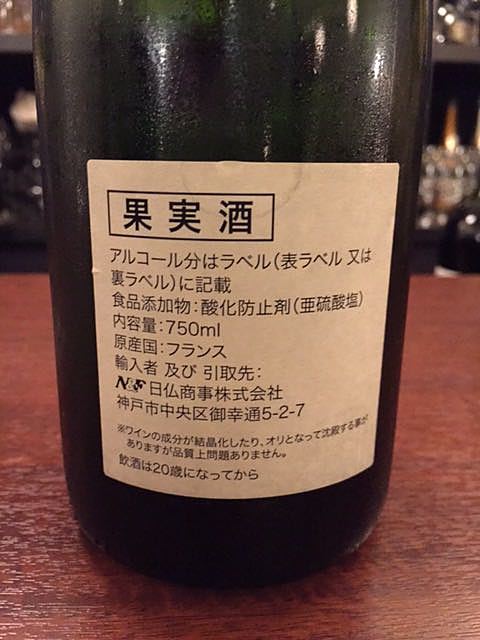 果実酒
アルコール分はラベル(表ラベル又は
裏ラベル)に記載
食品添加物:酸化防止剤(亜硫酸塩)
内容量:750ml
原産国:フランス
輸入者 及び 引取先:
N&F 日仏商事株式会社
神戸市中央区御幸通5-2-7
※ワインの成分が結晶化したり、オリとなって沈殿する事が
ありますが品質上問題ありません。
飲酒は20歳になってから